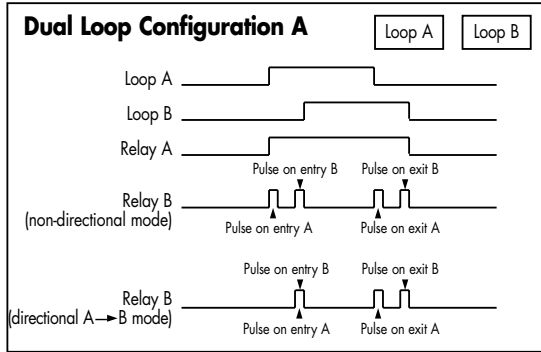 Dual Loop Configuration A
Loop A Loop B
Loop A
Loop B
Relay A
Pulse on entry B Pulse on exit B
Relay B
(non-directional mode)
Pulse on entry A Pulse on exit A
Pulse on entry B Pulse on exit B
Relay B
(directional A→B mode)
Pulse on entry A Pulse on exit A